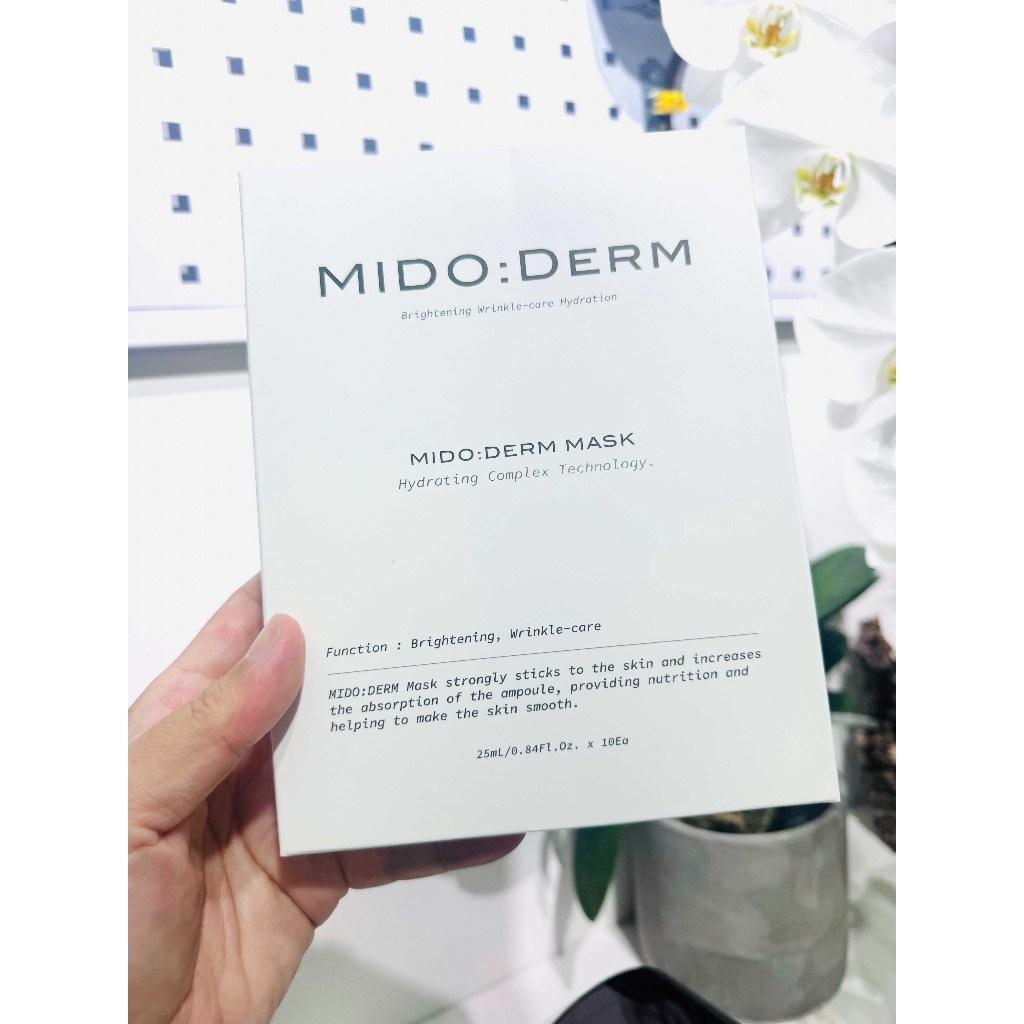 MIDO:DERM
Brightening Wrinkle-care Hydration
MIDO:DERM MASK
Hydrating Complex Technology.
Function : Brightening, Wrinkle-care
MIDO:DERM Mask strongly sticks to the skin and increases
the absorption of the ampoule, providing nutrition and
helping to make the skin smooth.
25mL/0.84Fl.Oz. x 10Ea